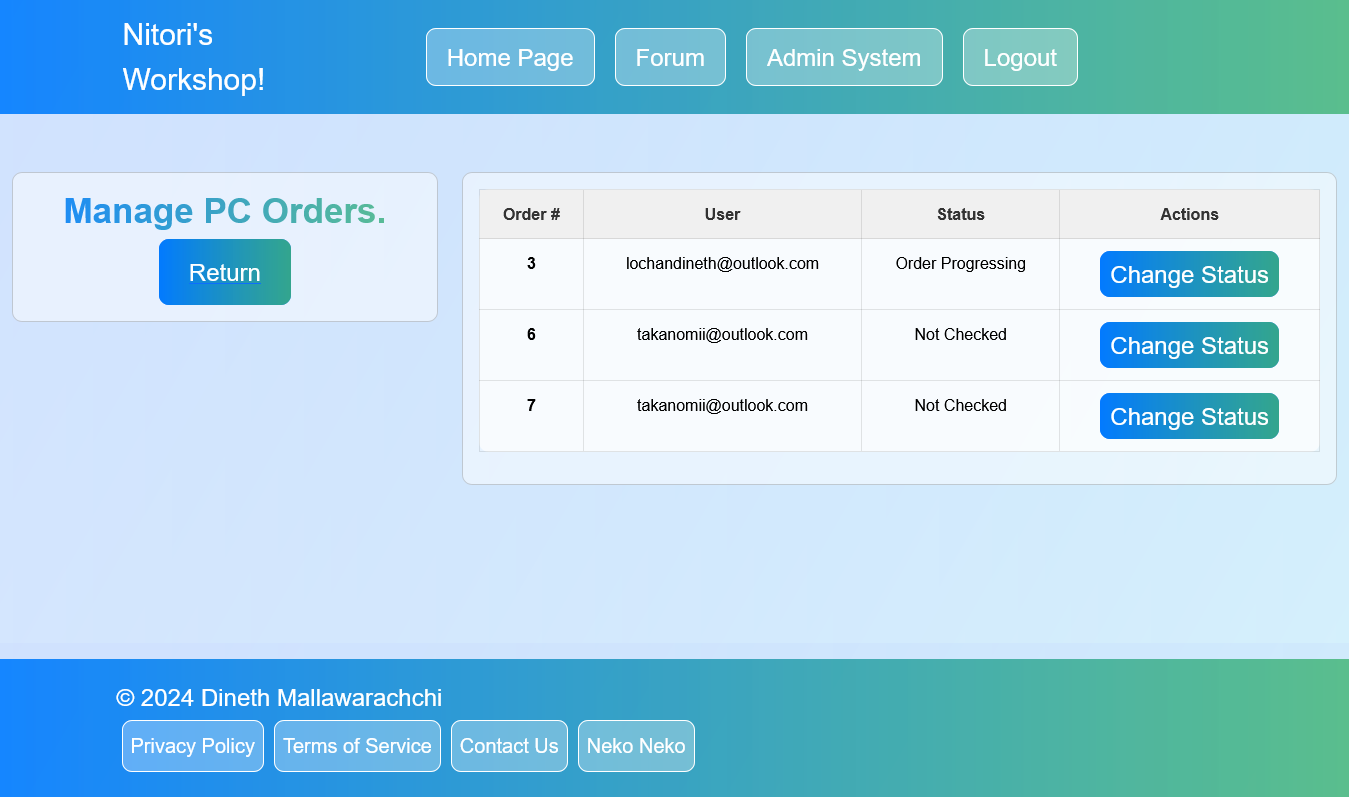 Nitori's
Workshop!
Home Page Forum Admin System Logout
Manage PC Orders.
Return
Order # User Status Actions
3 lochandineth@outlook.com Order Progressing Change Status
6 takanomii@outlook.com Not Checked Change Status
7 takanomii@outlook.com Not Checked Change Status
© 2024 Dineth Mallawarachchi
Privacy Policy Terms of Service Contact Us Neko Neko